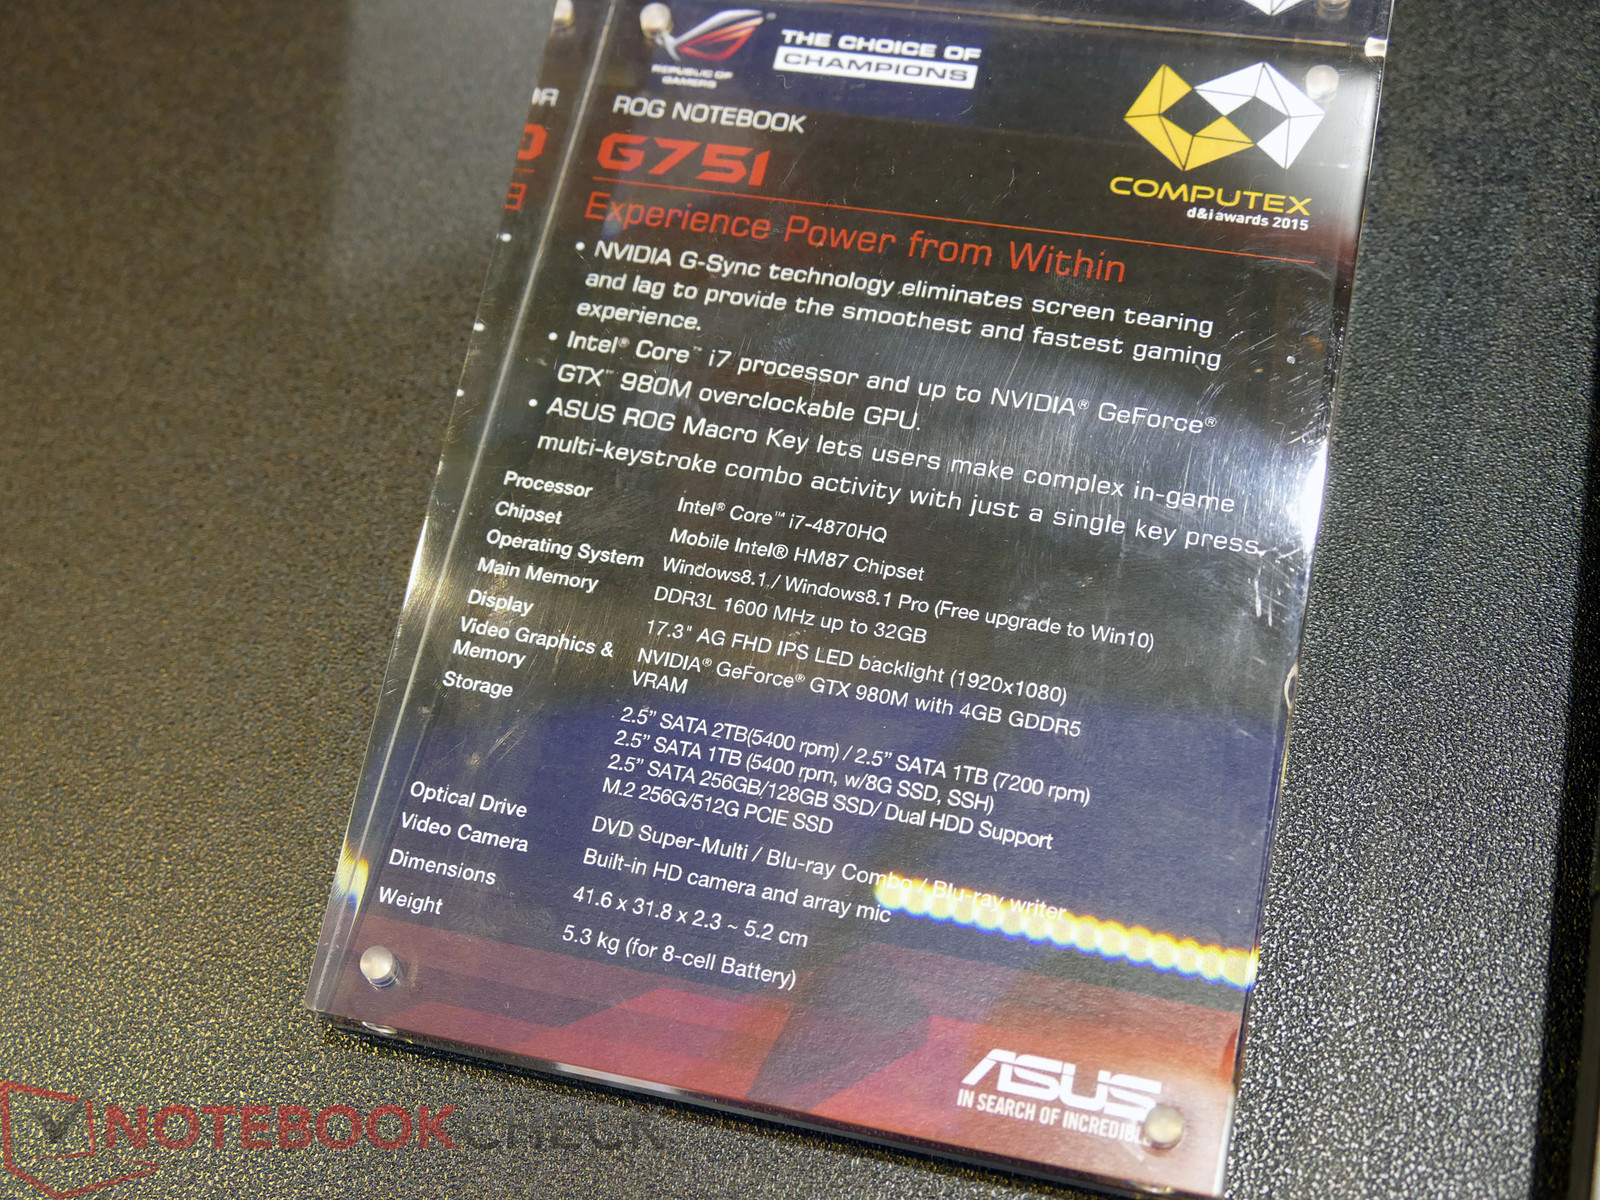 REPUBLIC OF
GAMERS
THE CHOICE OF
CHAMPIONS
COMPUTEX
d&i awards 2015
ROG NOTEBOOK
G751
Experience Power from Within
• NVIDIA G-Sync technology eliminates screen tearing
and lag to provide the smoothest and fastest gaming
experience.
• Intel® Core™ i7 processor and up to NVIDIA® GeForce®
GTX™ 980M overclockable GPU.
• ASUS ROG Macro Key lets users make complex in-game
multi-keystroke combo activity with just a single key press.
Processor Intel® Core™ i7-4870HQ
Chipset Mobile Intel® HM87 Chipset
Operating System Windows8.1 / Windows8.1 Pro (Free upgrade to Win10)
Main Memory DDR3L 1600 MHz up to 32GB
Display 17.3" AG FHD IPS LED backlight (1920x1080)
Video Graphics & NVIDIA® GeForce® GTX 980M with 4GB GDDR5
Memory VRAM
Storage 2.5” SATA 2TB(5400 rpm) / 2.5” SATA 1TB (7200 rpm)
2.5” SATA 1TB (5400 rpm, w/8G SSD, SSH)
2.5” SATA 256GB/128GB SSD/ Dual HDD Support
M.2 256G/512G PCIE SSD
Optical Drive DVD Super-Multi / Blu-ray Combo / Blu-ray writer
Video Camera Built-in HD camera and array mic
Dimensions 41.6 x 31.8 x 2.3 ~ 5.2 cm
Weight 5.3 kg (for 8-cell Battery)
ASUS
IN SEARCH OF INCREDIBLE
NOTEBOOKCHECK